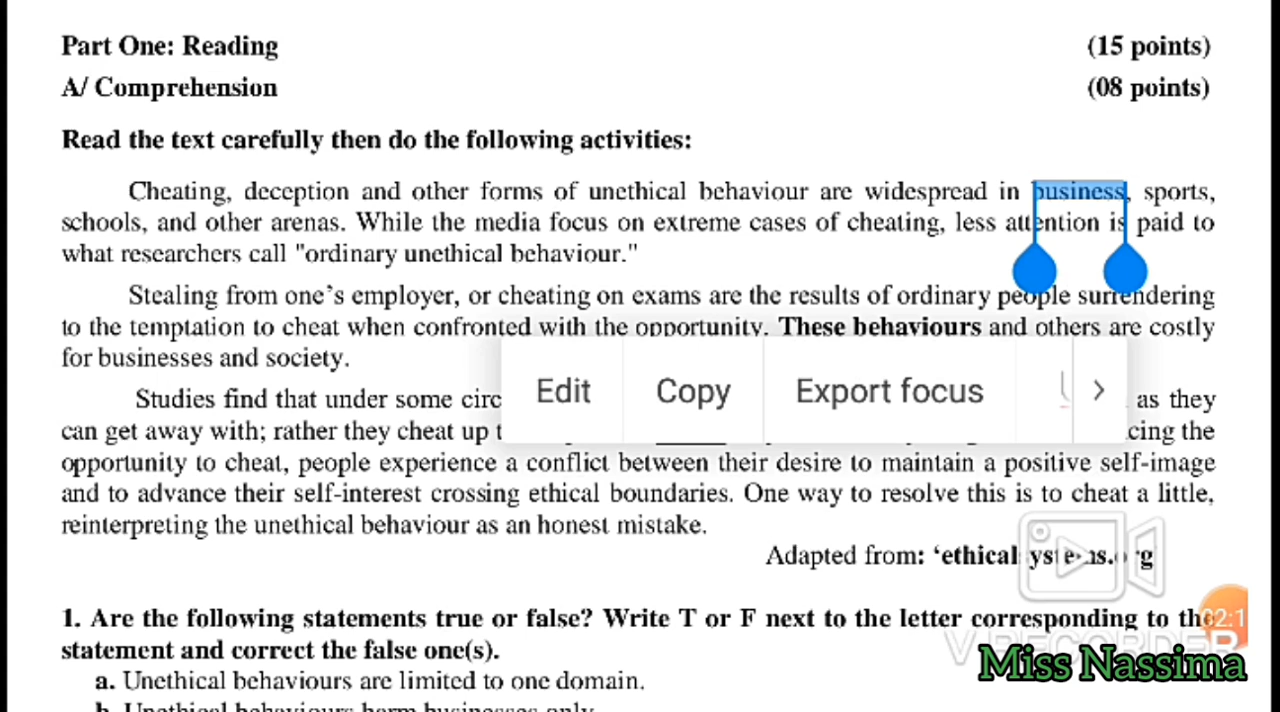 Part One: Reading (15 points)
A/ Comprehension (08 points)
Read the text carefully then do the following activities:
Cheating, deception and other forms of unethical behaviour are widespread in business, sports,
schools, and other arenas. While the media focus on extreme cases of cheating, less attention is paid to
what researchers call "ordinary unethical behaviour."
Stealing from one's employer, or cheating on exams are the results of ordinary people surrendering
to the temptation to cheat when confronted with the opportunity. These behaviours and others are costly
for businesses and society.
Edit Copy Export focus >
Studies find that under some as they
can get away with; rather they cheat up the
opportunity to cheat, people experience a conflict between their desire to maintain a positive self-image
and to advance their self-interest crossing ethical boundaries. One way to resolve this is to cheat a little,
reinterpreting the unethical behaviour as an honest mistake.
Adapted from: 'ethical
1. Are the following statements true or false? Write T or F next to the letter corresponding to the
02:1
statement and correct the false one(s).
V RECORDER
Miss Nassima
a. Unethical behaviours are limited to one domain.
b. Unethical behaviours harm businesses only.